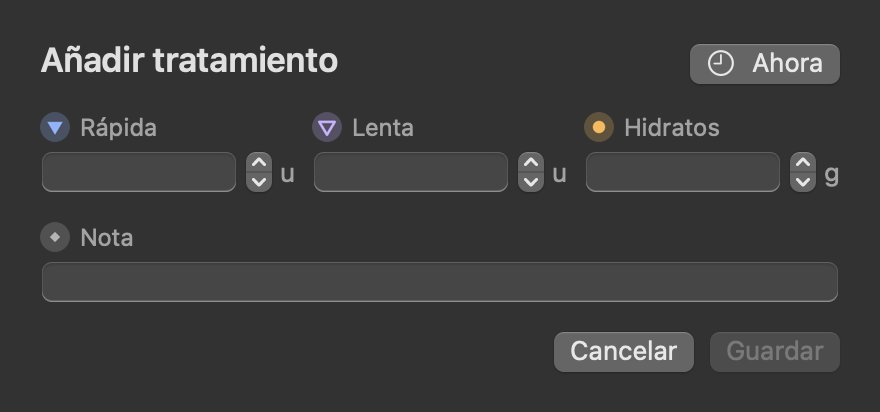 Añadir tratamiento Ahora
Rápida Lenta Hidratos
u u g
Nota
Cancelar Guardar